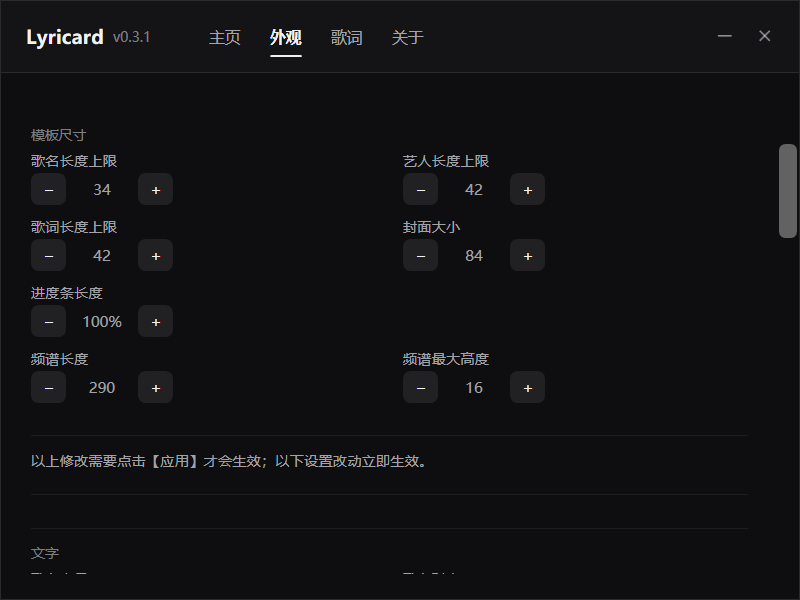 Lyricard v0.3.1 主页 外观 歌词 关于
模板尺寸
歌名长度上限 艺人长度上限
− 34 + − 42 +
歌词长度上限 封面大小
− 42 + − 84 +
进度条长度
− 100% +
频谱长度 频谱最大高度
− 290 + − 16 +
以上修改需要点击【应用】才会生效；以下设置改动立即生效。
文字